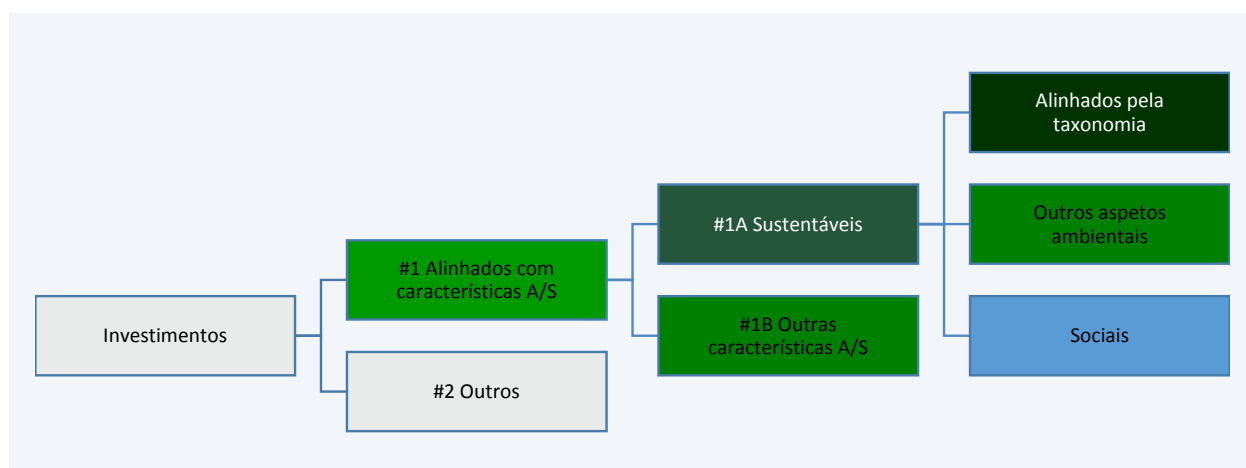 Investimentos
#1 Alinhados com
características A/S
#2 Outros
#1A Sustentáveis
#1B Outras
características A/S
Alinhados pela
taxonomia
Outros aspetos
ambientais
Sociais